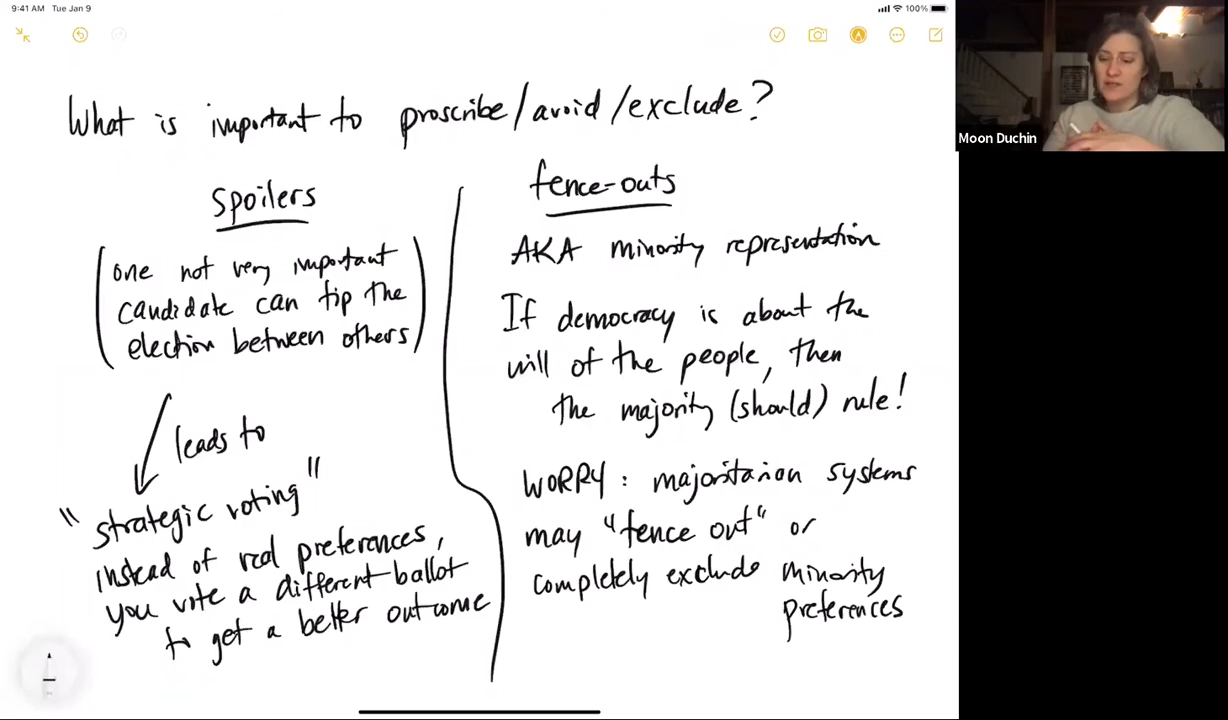 9:41 AM Tue Jan 9
100%
What is important to proscribe/avoid/exclude?
spoilers
(one not very important
candidate can tip the
election between others)
leads to
"strategic voting"
instead of real preferences,
you vote a different ballot
to get a better outcome
fence-outs
AKA minority representation
If democracy is about the
will of the people, then
the majority (should) rule!
WORRY: majoritarian systems
may "fence out" or
completely exclude minority
preferences
Moon Duchin